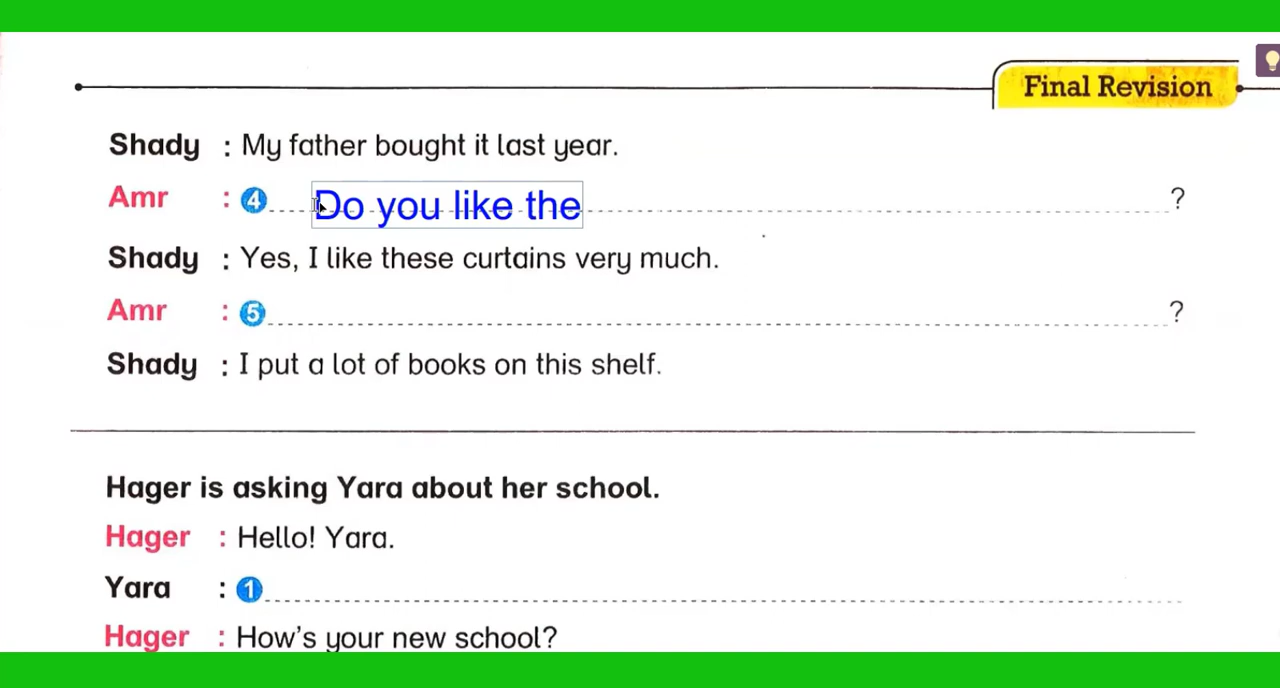 Final Revision
Shady : My father bought it last year.
Amr : 4 Do you like the ?
Shady : Yes, I like these curtains very much.
Amr : 5 ?
Shady : I put a lot of books on this shelf.
Hager is asking Yara about her school.
Hager : Hello! Yara.
Yara : 1
Hager : How's your new school?